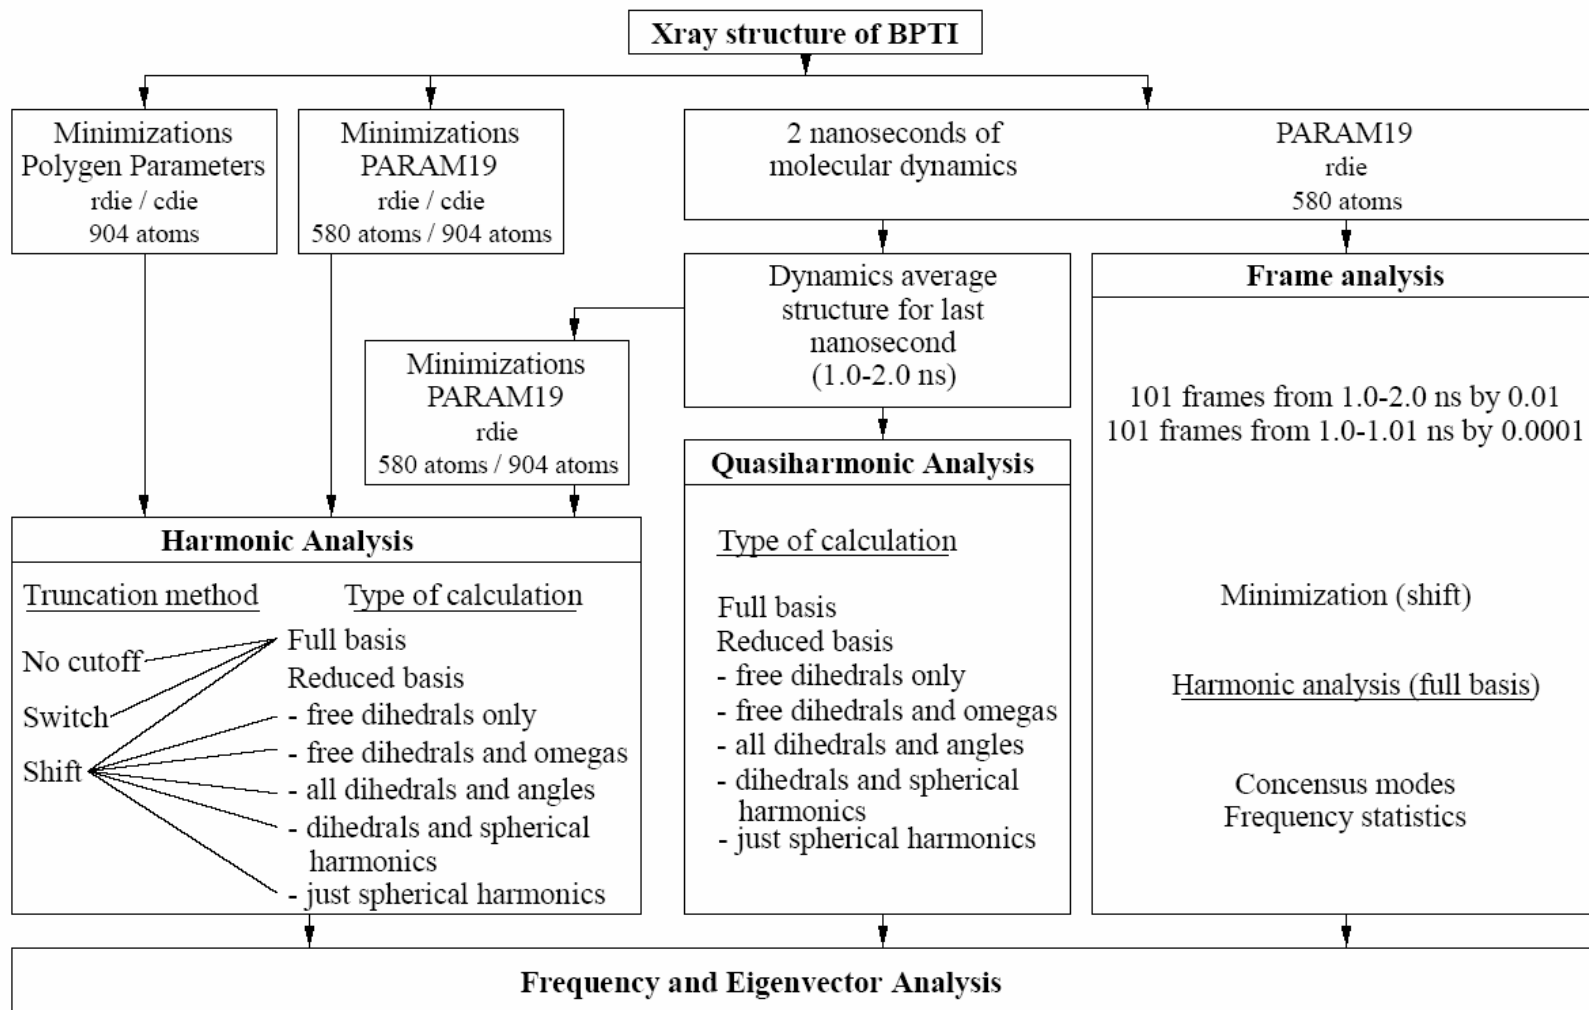 Xray structure of BPTI
Minimizations
Polygen Parameters
rdie / cdie
904 atoms
Minimizations
PARAM19
rdie / cdie
580 atoms / 904 atoms
2 nanoseconds of
molecular dynamics
PARAM19
rdie
580 atoms
Dynamics average
structure for last
nanosecond
(1.0-2.0 ns)
Minimizations
PARAM19
rdie
580 atoms / 904 atoms
Harmonic Analysis
Truncation method
No cutoff
Switch
Shift
Type of calculation
Full basis
Reduced basis
- free dihedrals only
- free dihedrals and omegas
- all dihedrals and angles
- dihedrals and spherical
harmonics
- just spherical harmonics
Quasiharmonic Analysis
Type of calculation
Full basis
Reduced basis
- free dihedrals only
- free dihedrals and omegas
- all dihedrals and angles
- dihedrals and spherical
harmonics
- just spherical harmonics
Frame analysis
101 frames from 1.0-2.0 ns by 0.01
101 frames from 1.0-1.01 ns by 0.0001
Minimization (shift)
Harmonic analysis (full basis)
Concensus modes
Frequency statistics
Frequency and Eigenvector Analysis